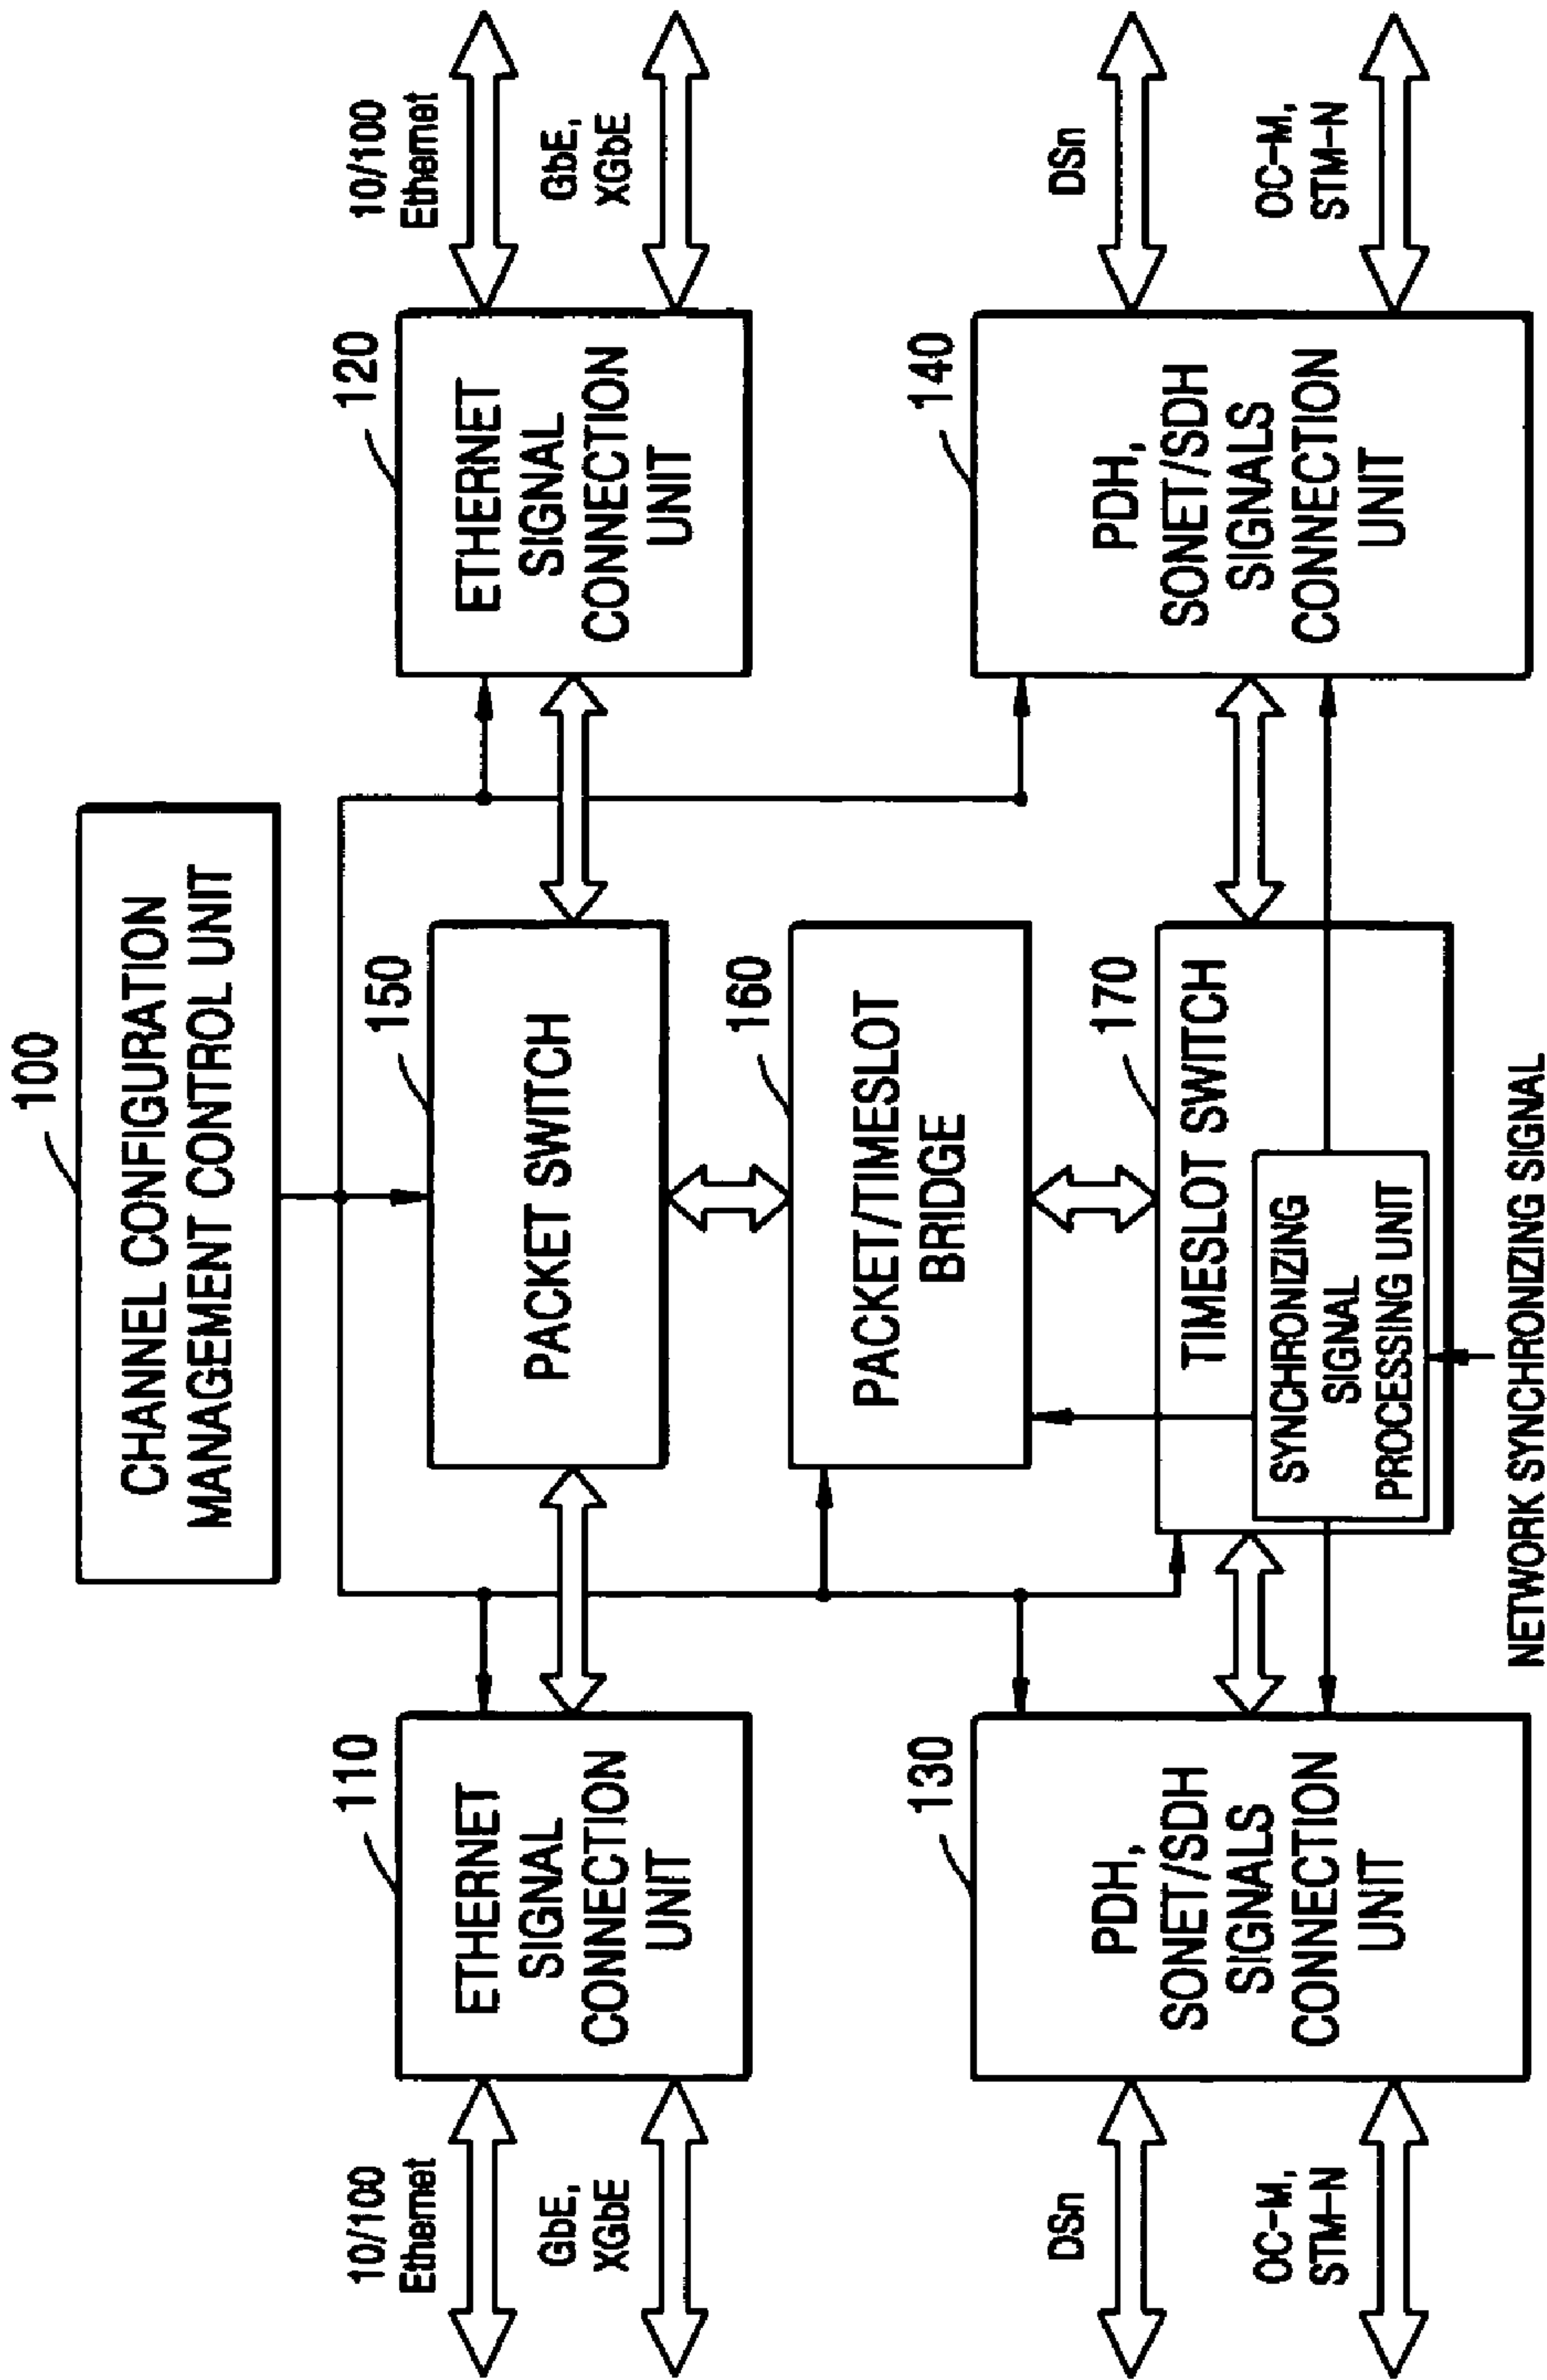 100
CHANNEL CONFIGURATION
MANAGEMENT CONTROL UNIT
10/100
Ethernet
GbE,
XGbE
110
ETHERNET
SIGNAL
CONNECTION
UNIT
150
PACKET SWITCH
120
ETHERNET
SIGNAL
CONNECTION
UNIT
10/100
Ethernet
GbE,
XGbE
160
PACKET/TIMESLOT
BRIDGE
DSn
OC-M,
STM-N
130
PDH,
SONET/SDH
SIGNALS
CONNECTION
UNIT
170
TIMESLOT SWITCH
SYNCHRONIZING
SIGNAL
PROCESSING UNIT
140
PDH,
SONET/SDH
SIGNALS
CONNECTION
UNIT
DSn
OC-M,
STM-N
NETWORK SYNCHRONIZING SIGNAL